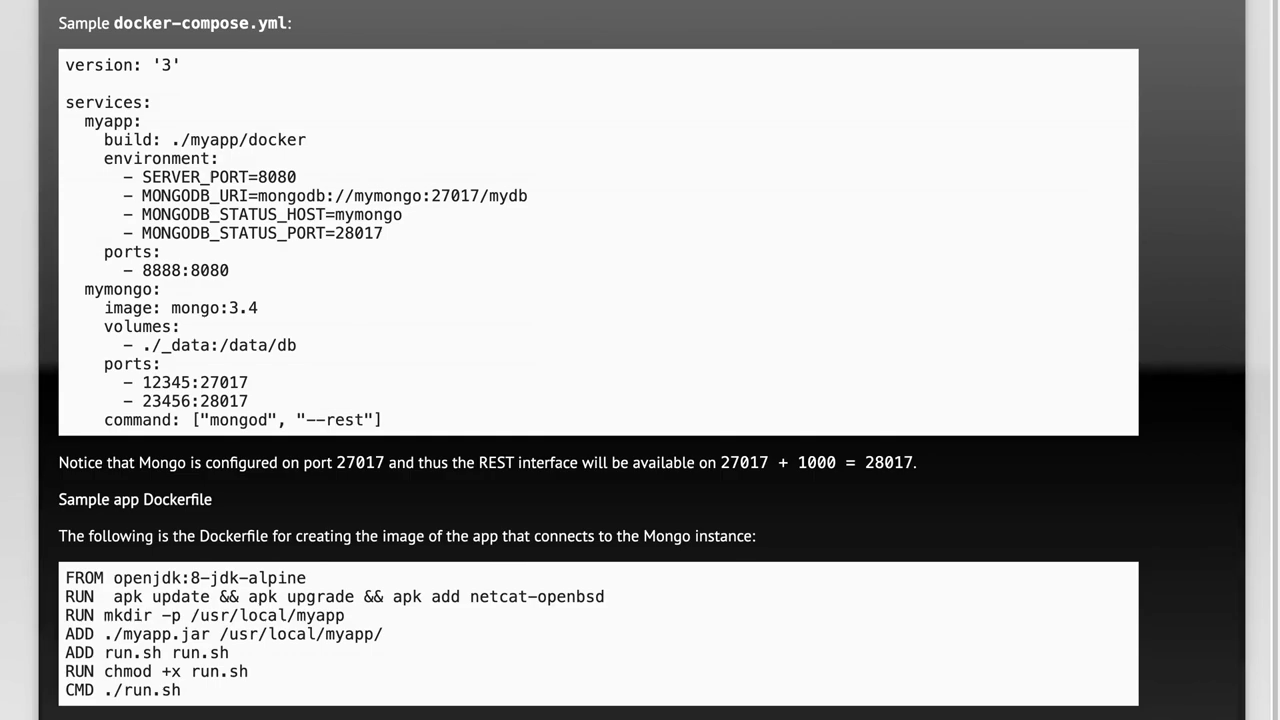 Sample docker-compose.yml:
version: '3'
services:
  myapp:
    build: ./myapp/docker
    environment:
      - SERVER_PORT=8080
      - MONGODB_URI=mongodb://mymongo:27017/mydb
      - MONGODB_STATUS_HOST=mymongo
      - MONGODB_STATUS_PORT=28017
    ports:
      - 8888:8080
  mymongo:
    image: mongo:3.4
    volumes:
      - ./_data:/data/db
    ports:
      - 12345:27017
      - 23456:28017
    command: ["mongod", "--rest"]
Notice that Mongo is configured on port 27017 and thus the REST interface will be available on 27017 + 1000 = 28017.
Sample app Dockerfile
The following is the Dockerfile for creating the image of the app that connects to the Mongo instance:
FROM openjdk:8-jdk-alpine
RUN  apk update && apk upgrade && apk add netcat-openbsd
RUN mkdir -p /usr/local/myapp
ADD ./myapp.jar /usr/local/myapp/
ADD run.sh run.sh
RUN chmod +x run.sh
CMD ./run.sh